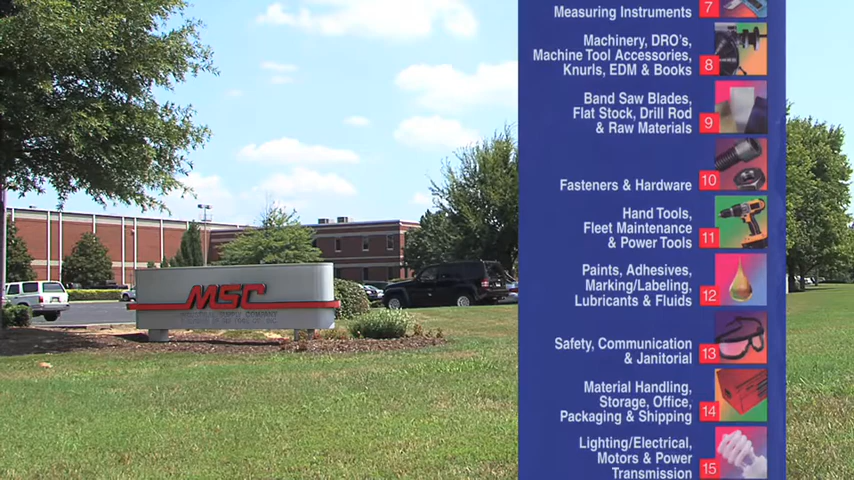 MSC
INDUSTRIAL SUPPLY COMPANY
Measuring Instruments
7
Machinery, DRO's,
Machine Tool Accessories,
Knurls, EDM & Books
8
Band Saw Blades,
Flat Stock, Drill Rod
& Raw Materials
9
Fasteners & Hardware
10
Hand Tools,
Fleet Maintenance
& Power Tools
11
Paints, Adhesives,
Marking/Labeling,
Lubricants & Fluids
12
Safety, Communication
& Janitorial
13
Material Handling,
Storage, Office,
Packaging & Shipping
14
Lighting/Electrical,
Motors & Power
Transmission
15